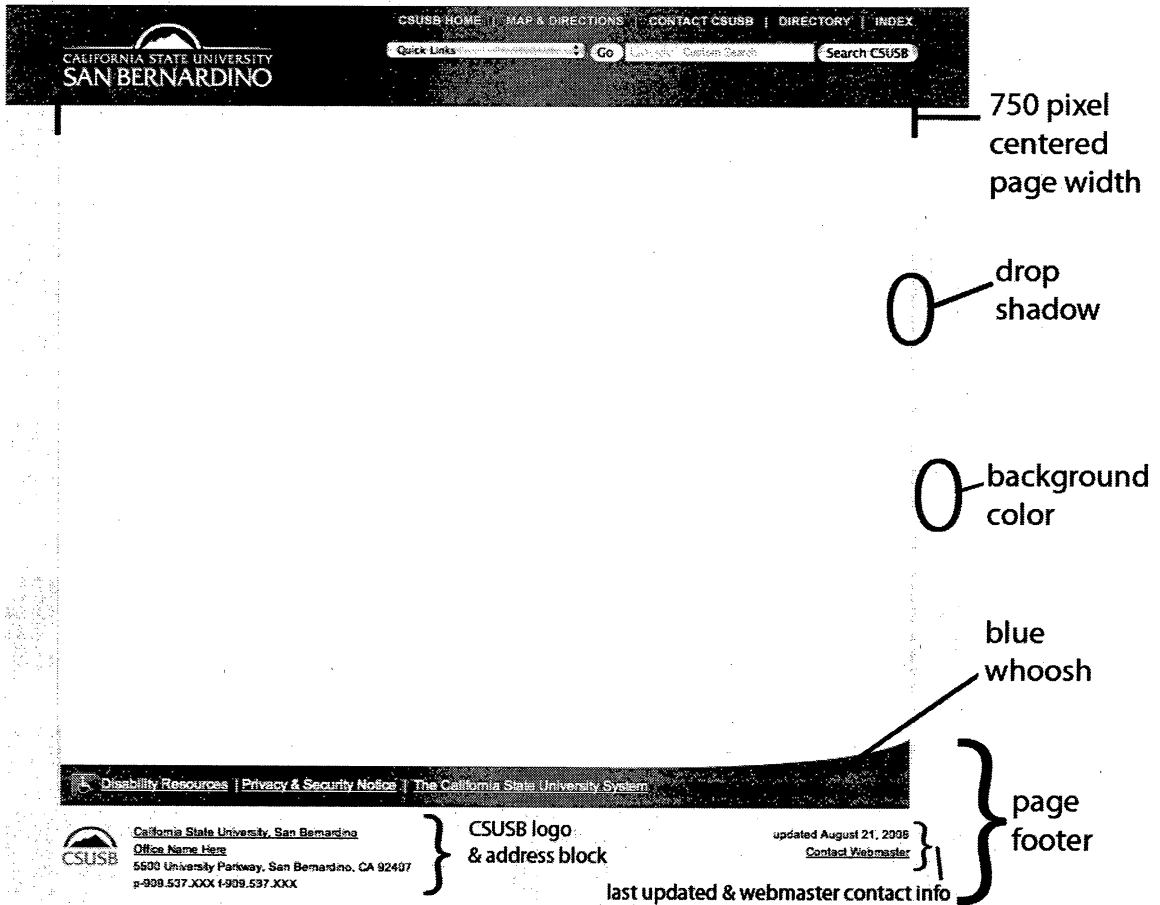 CSUSB HOME | MAP & DIRECTIONS | CONTACT CSUSB | DIRECTORY | INDEX
CALIFORNIA STATE UNIVERSITY
SAN BERNARDINO
Quick Links
Go
Custom Search
Search CSUSB
750 pixel
centered
page width
drop
shadow
background
color
blue
whoosh
Disability Resources | Privacy & Security Notice | The California State University System
page
footer
CSUSB
California State University, San Bernardino
Office Name Here
5500 University Parkway, San Bernardino, CA 92407
p-909.537.XXX f-909.537.XXX
CSUSB logo
& address block
updated August 21, 2008
Contact Webmaster
last updated & webmaster contact info